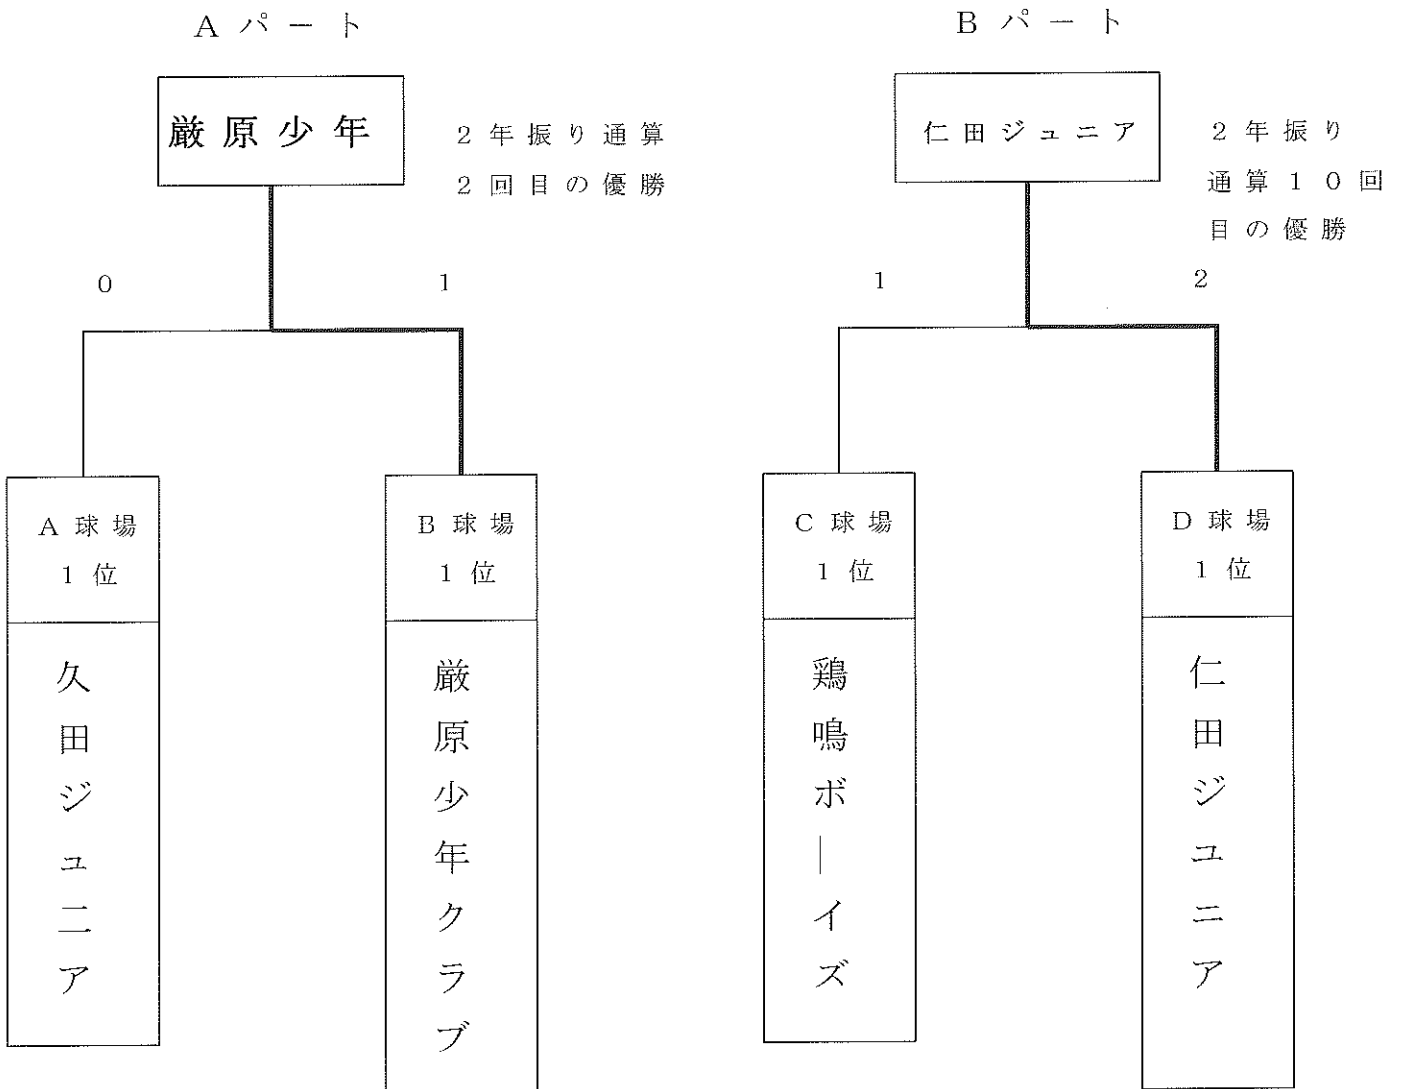 Aパート
厳原少年
2年振り通算
2回目の優勝
0
1
A球場
1位
久田ジュニア
B球場
1位
厳原少年クラブ
Bパート
仁田ジュニア
2年振り
通算10回
目の優勝
1
2
C球場
1位
鶏鳴ボーイズ
D球場
1位
仁田ジュニア